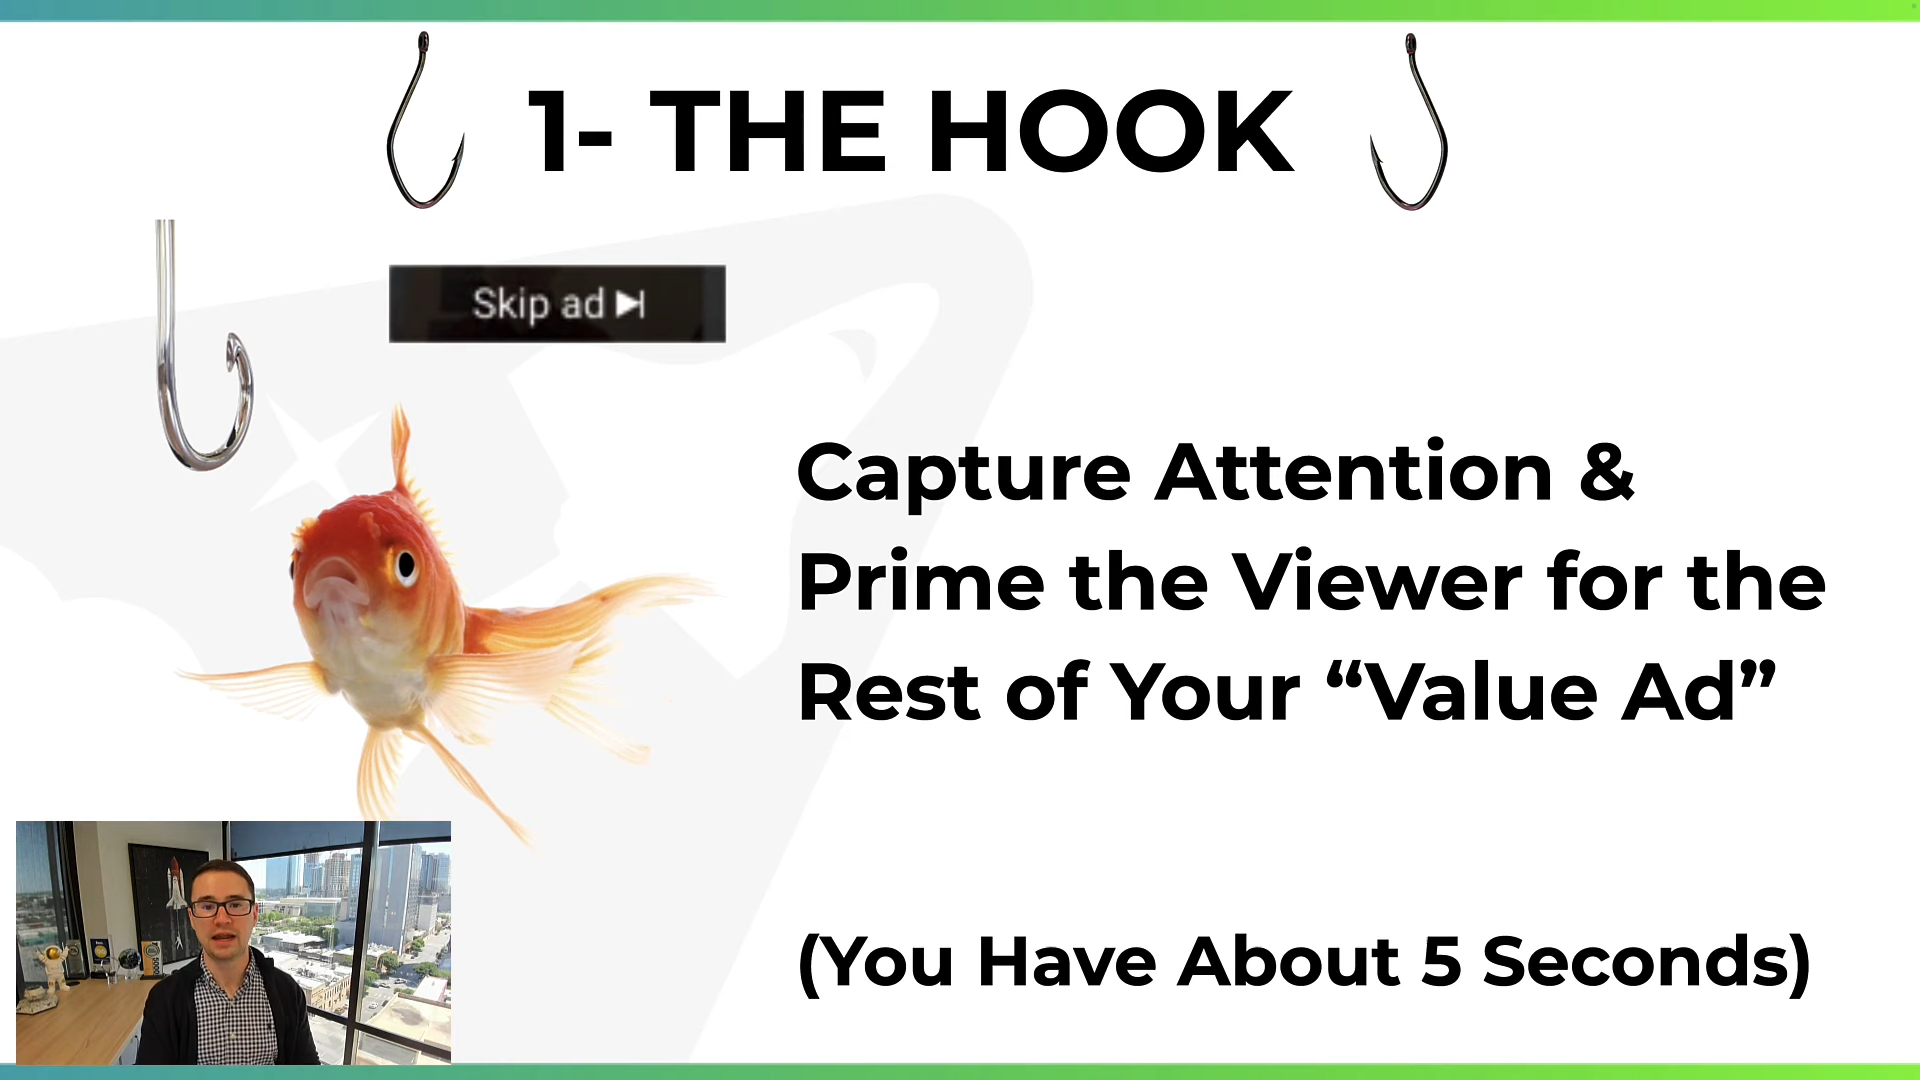 1- THE HOOK
Skip ad
Capture Attention &
Prime the Viewer for the
Rest of Your “Value Ad”
(You Have About 5 Seconds)